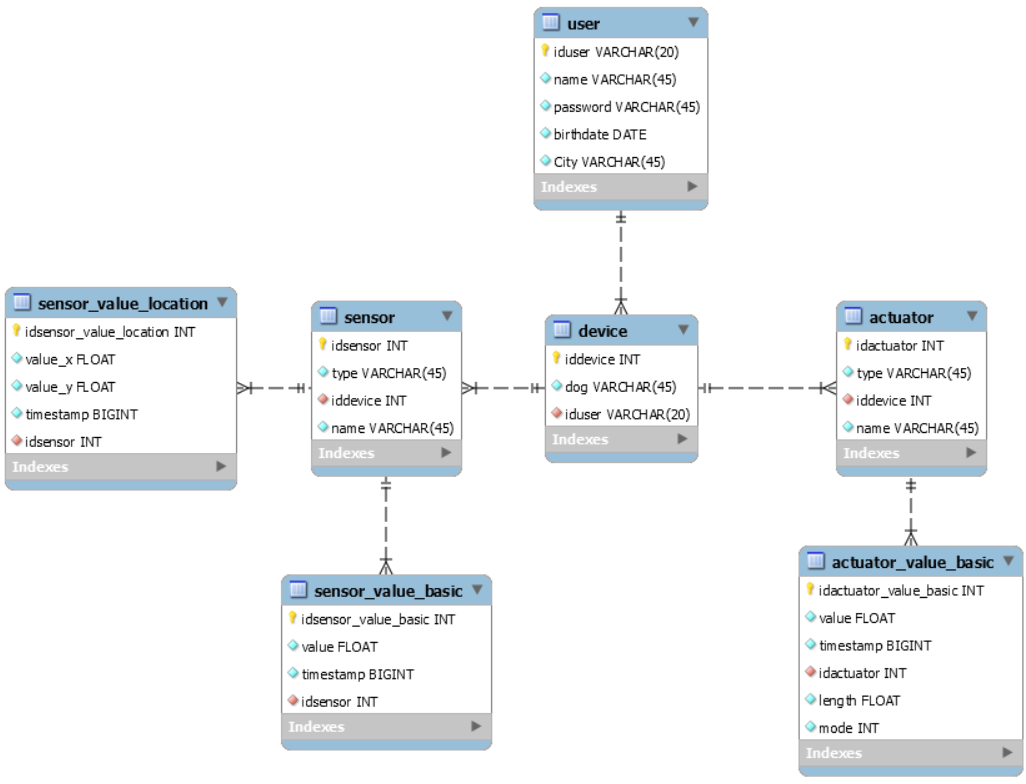 user
iduser VARCHAR(20)
name VARCHAR(45)
password VARCHAR(45)
birthdate DATE
City VARCHAR(45)
Indexes
sensor_value_location
idsensor_value_location INT
value_x FLOAT
value_y FLOAT
timestamp BIGINT
idsensor INT
Indexes
sensor
idsensor INT
type VARCHAR(45)
iddevice INT
name VARCHAR(45)
Indexes
device
iddevice INT
dog VARCHAR(45)
iduser VARCHAR(20)
Indexes
actuator
idactuator INT
type VARCHAR(45)
iddevice INT
name VARCHAR(45)
Indexes
sensor_value_basic
idsensor_value_basic INT
value FLOAT
timestamp BIGINT
idsensor INT
Indexes
actuator_value_basic
idactuator_value_basic INT
value FLOAT
timestamp BIGINT
idactuator INT
length FLOAT
mode INT
Indexes